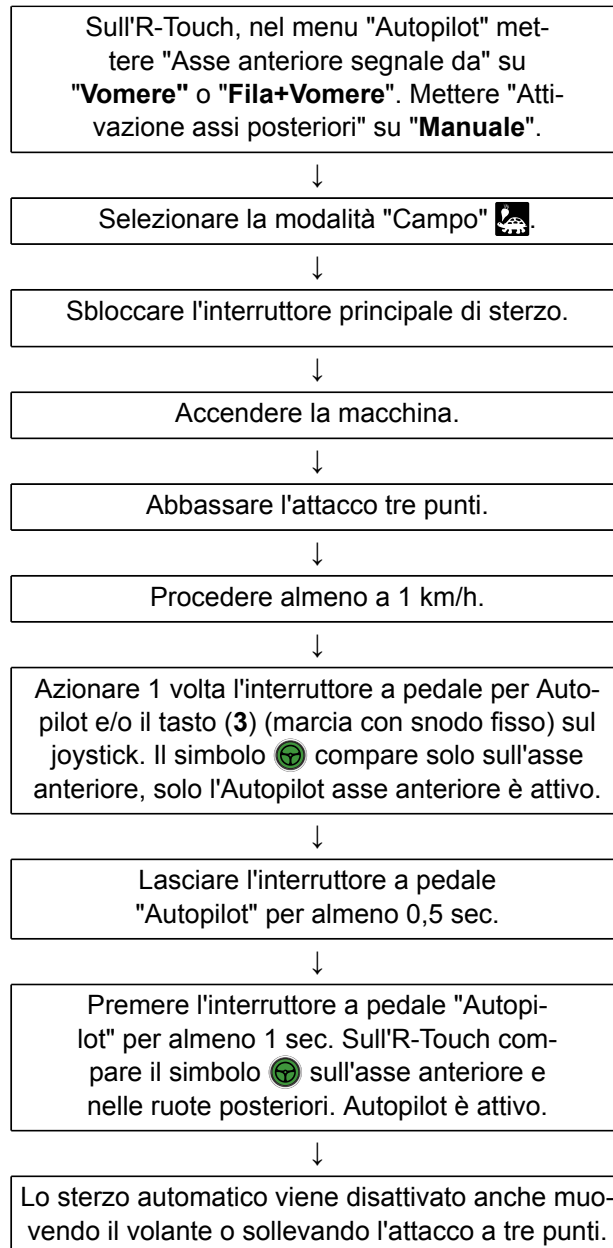 Sull'R-Touch, nel menu "Autopilot" met-
tere "Asse anteriore segnale da" su
"Vomere" o "Fila+Vomere". Mettere "Atti-
vazione assi posteriori" su "Manuale".
↓
Selezionare la modalità "Campo" .
↓
Sbloccare l'interruttore principale di sterzo.
↓
Accendere la macchina.
↓
Abbassare l'attacco tre punti.
↓
Procedere almeno a 1 km/h.
↓
Azionare 1 volta l'interruttore a pedale per Auto-
pilot e/o il tasto (3) (marcia con snodo fisso) sul
joystick. Il simbolo compare solo sull'asse
anteriore, solo l'Autopilot asse anteriore è attivo.
↓
Lasciare l'interruttore a pedale
"Autopilot" per almeno 0,5 sec.
↓
Premere l'interruttore a pedale "Autopi-
lot" per almeno 1 sec. Sull'R-Touch com-
pare il simbolo sull'asse anteriore e
nelle ruote posteriori. Autopilot è attivo.
↓
Lo sterzo automatico viene disattivato anche muo-
vendo il volante o sollevando l'attacco a tre punti.